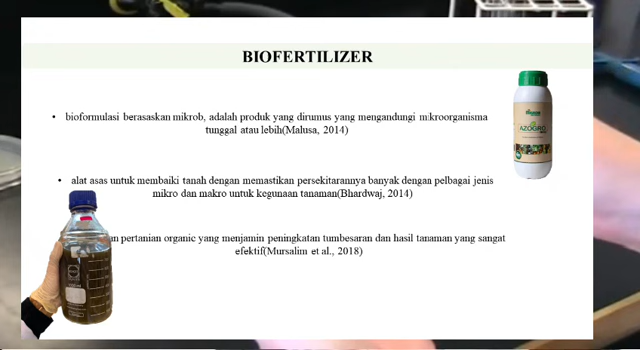 BIOFERTILIZER
• bioformulasi berasaskan mikrob, adalah produk yang dirumus yang mengandungi mikroorganisma
tunggal atau lebih(Malusa, 2014)
AZOGRO
• alat asas untuk membaiki tanah dengan memastikan persekitarannya banyak dengan pelbagai jenis
mikro dan makro untuk kegunaan tanaman(Bhardwaj, 2014)
pertanian organic yang menjamin peningkatan tumbesaran dan hasil tanaman yang sangat
efektif(Mursalim et al., 2018)